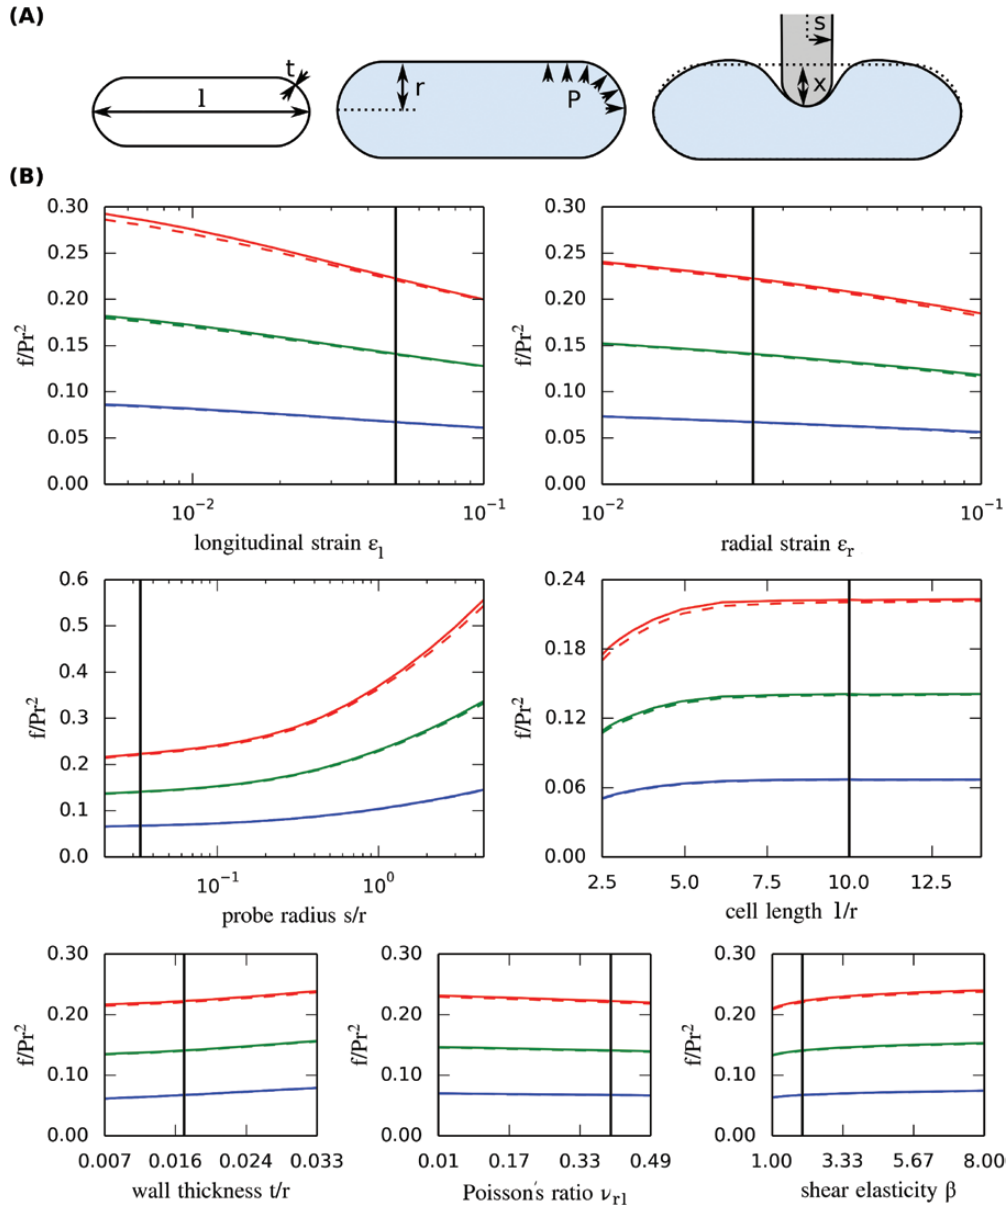 (A)
t
l
r
P
s
x
(B)
0.30
0.25
0.20
0.15
0.10
0.05
0.00
f/Pr²
10⁻² 10⁻¹
longitudinal strain ε₁
0.30
0.25
0.20
0.15
0.10
0.05
0.00
f/Pr²
10⁻² 10⁻¹
radial strain εᵣ
0.6
0.5
0.4
0.3
0.2
0.1
0.0
f/Pr²
10⁻¹ 10⁰
probe radius s/r
0.24
0.18
0.12
0.06
0.00
f/Pr²
2.5 5.0 7.5 10.0 12.5
cell length l/r
0.30
0.20
0.10
0.00
f/Pr²
0.007 0.016 0.024 0.033
wall thickness t/r
0.30
0.20
0.10
0.00
f/Pr²
0.01 0.17 0.33 0.49
Poisson's ratio νᵣₗ
0.30
0.20
0.10
0.00
f/Pr²
1.00 3.33 5.67 8.00
shear elasticity β